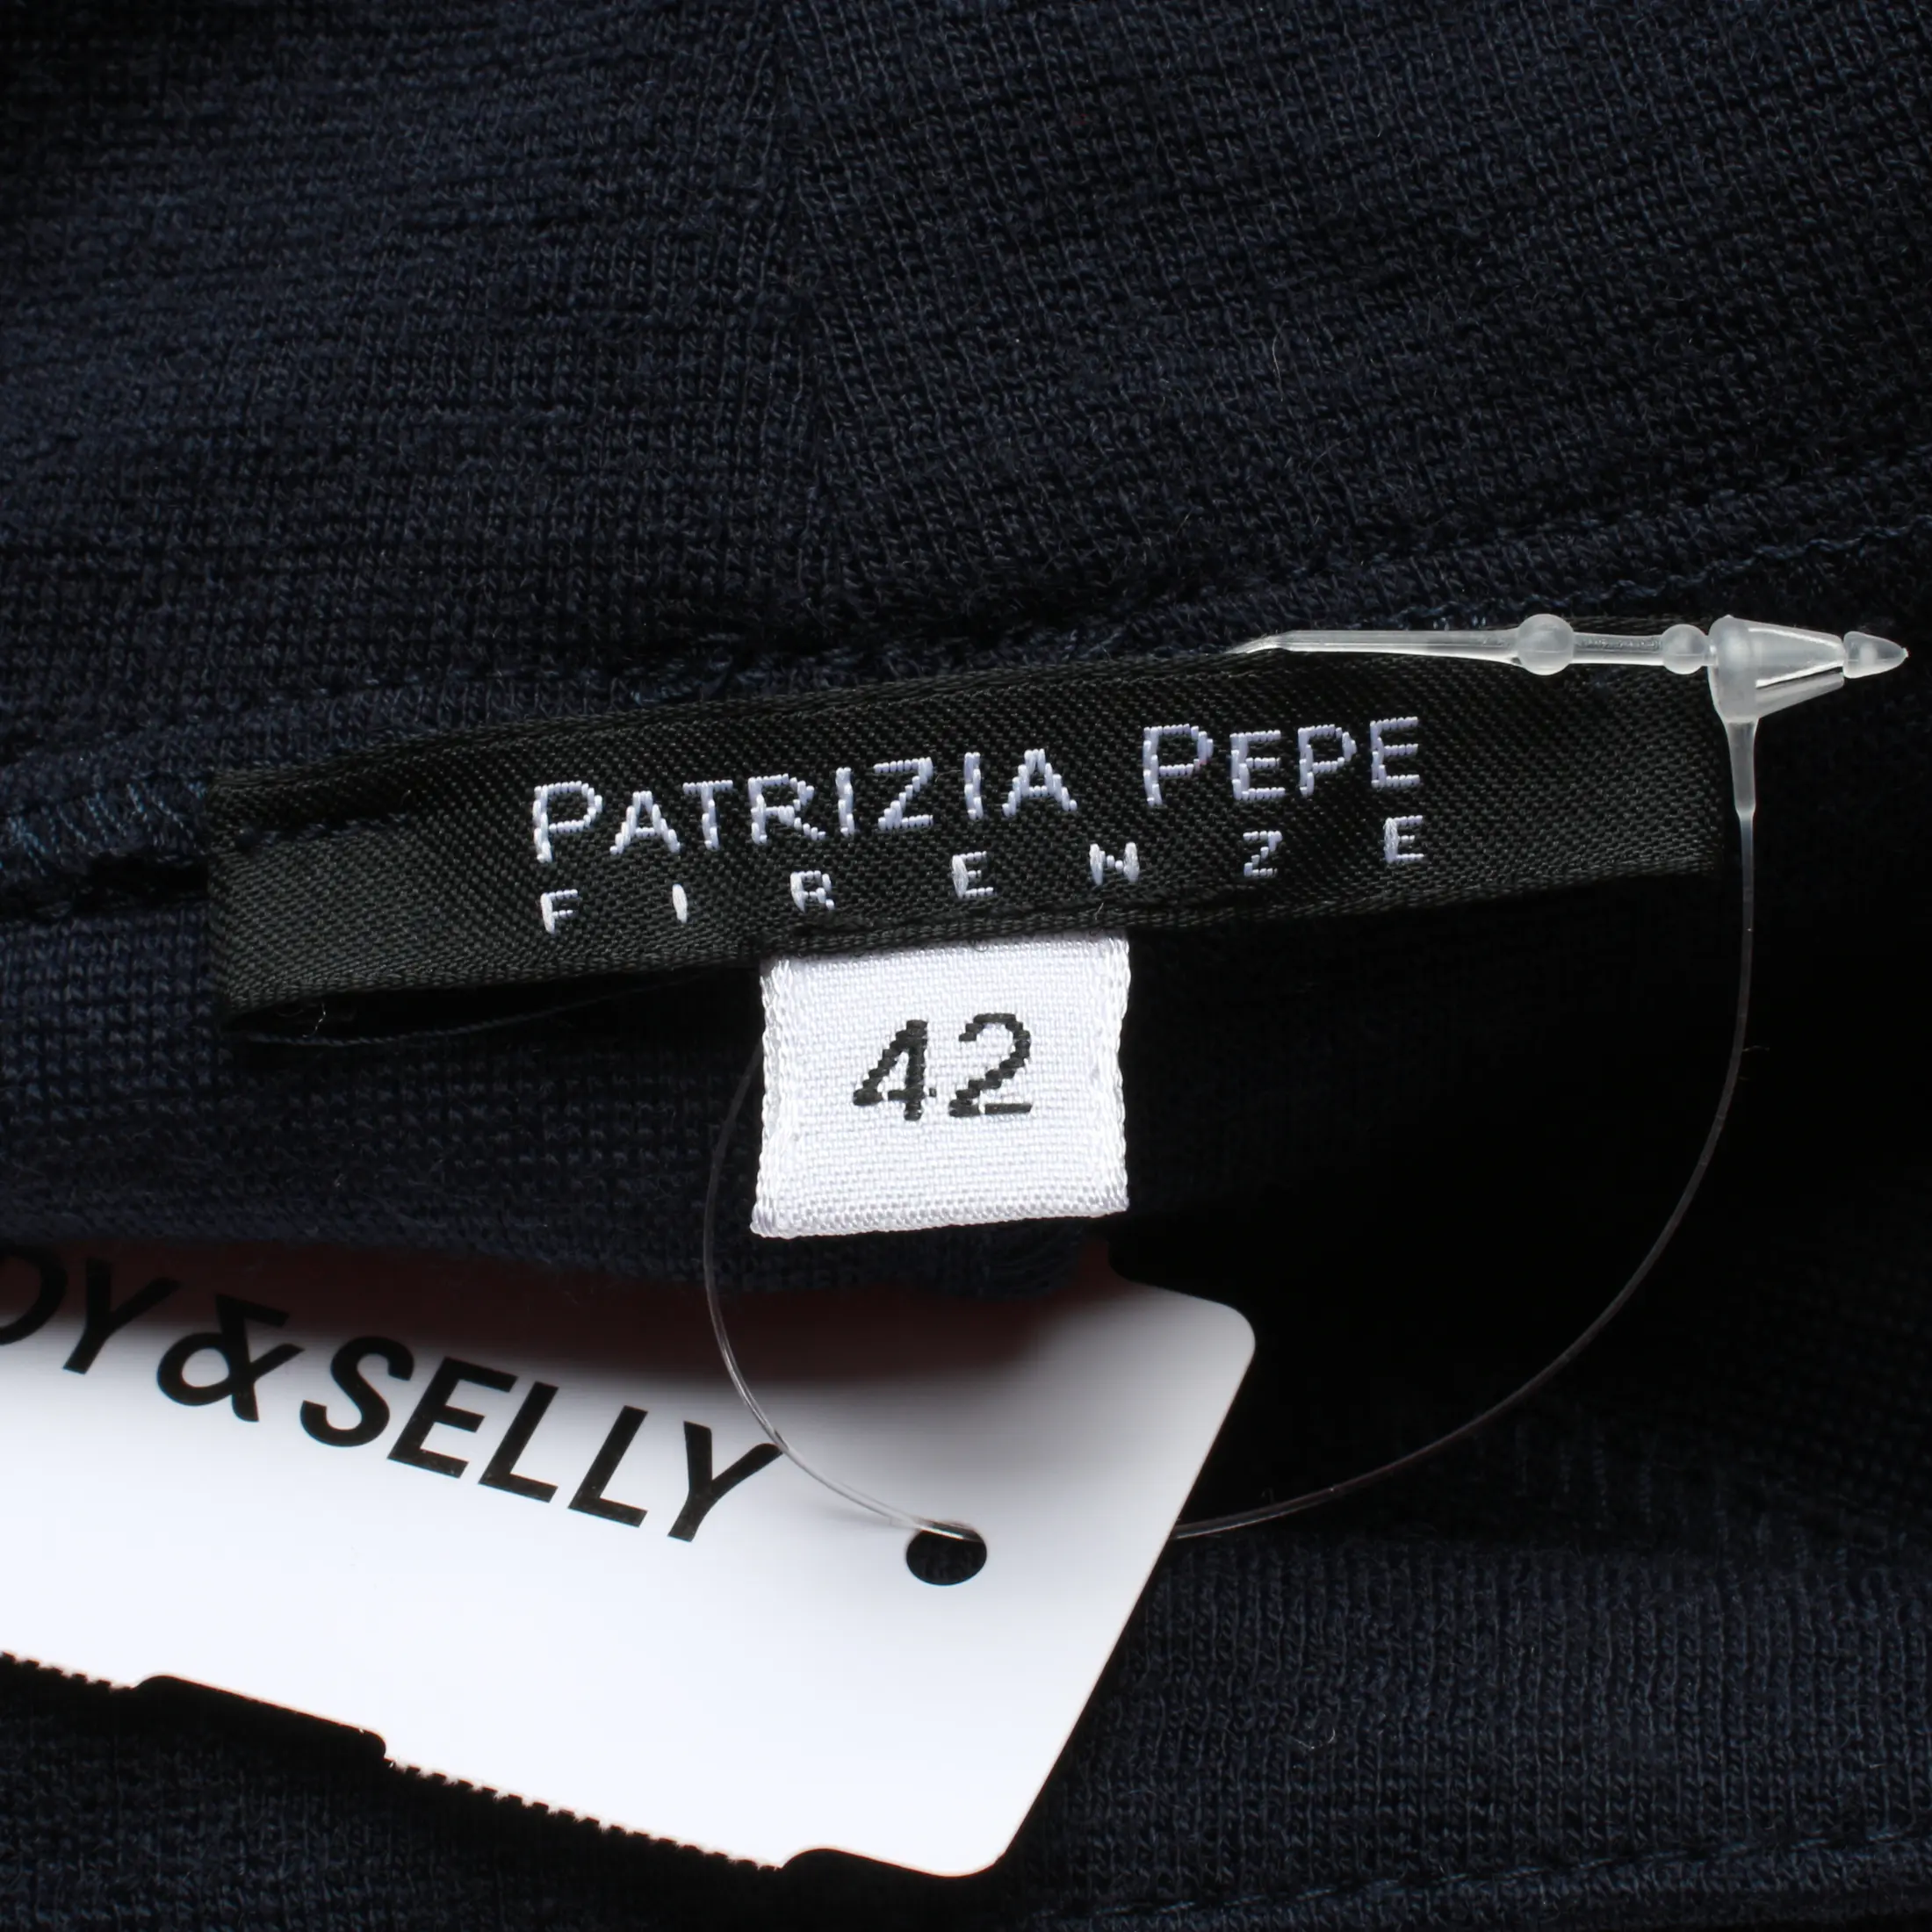 PATRIZIA PEPE
FIRENZE
42
& SELLY